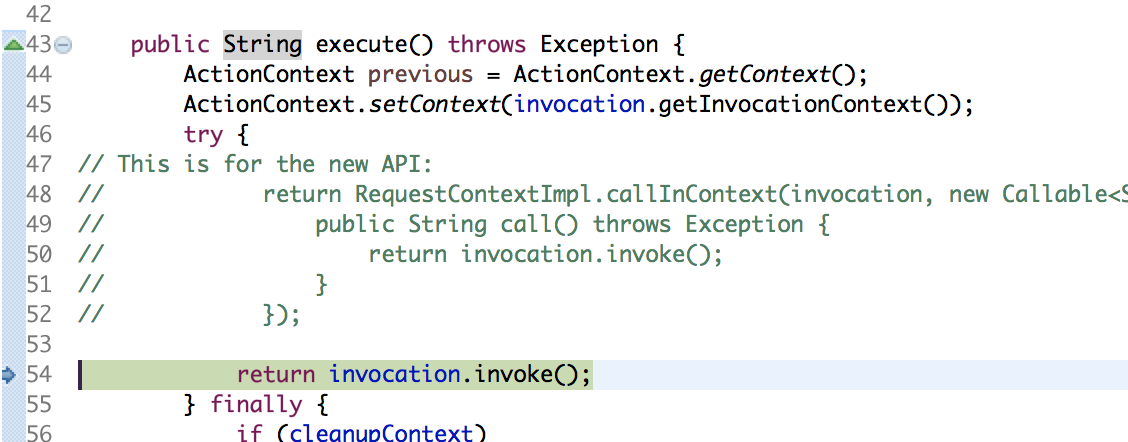 42
43 public String execute() throws Exception {
44 ActionContext previous = ActionContext.getContext();
45 ActionContext.setContext(invocation.getInvocationContext());
46 try {
47 // This is for the new API:
48 // return RequestContextImpl.callInContext(invocation, new Callable<S
49 // public String call() throws Exception {
50 // return invocation.invoke();
51 // }
52 // });
53
54 return invocation.invoke();
55 } finally {
56 if (cleanupContext)